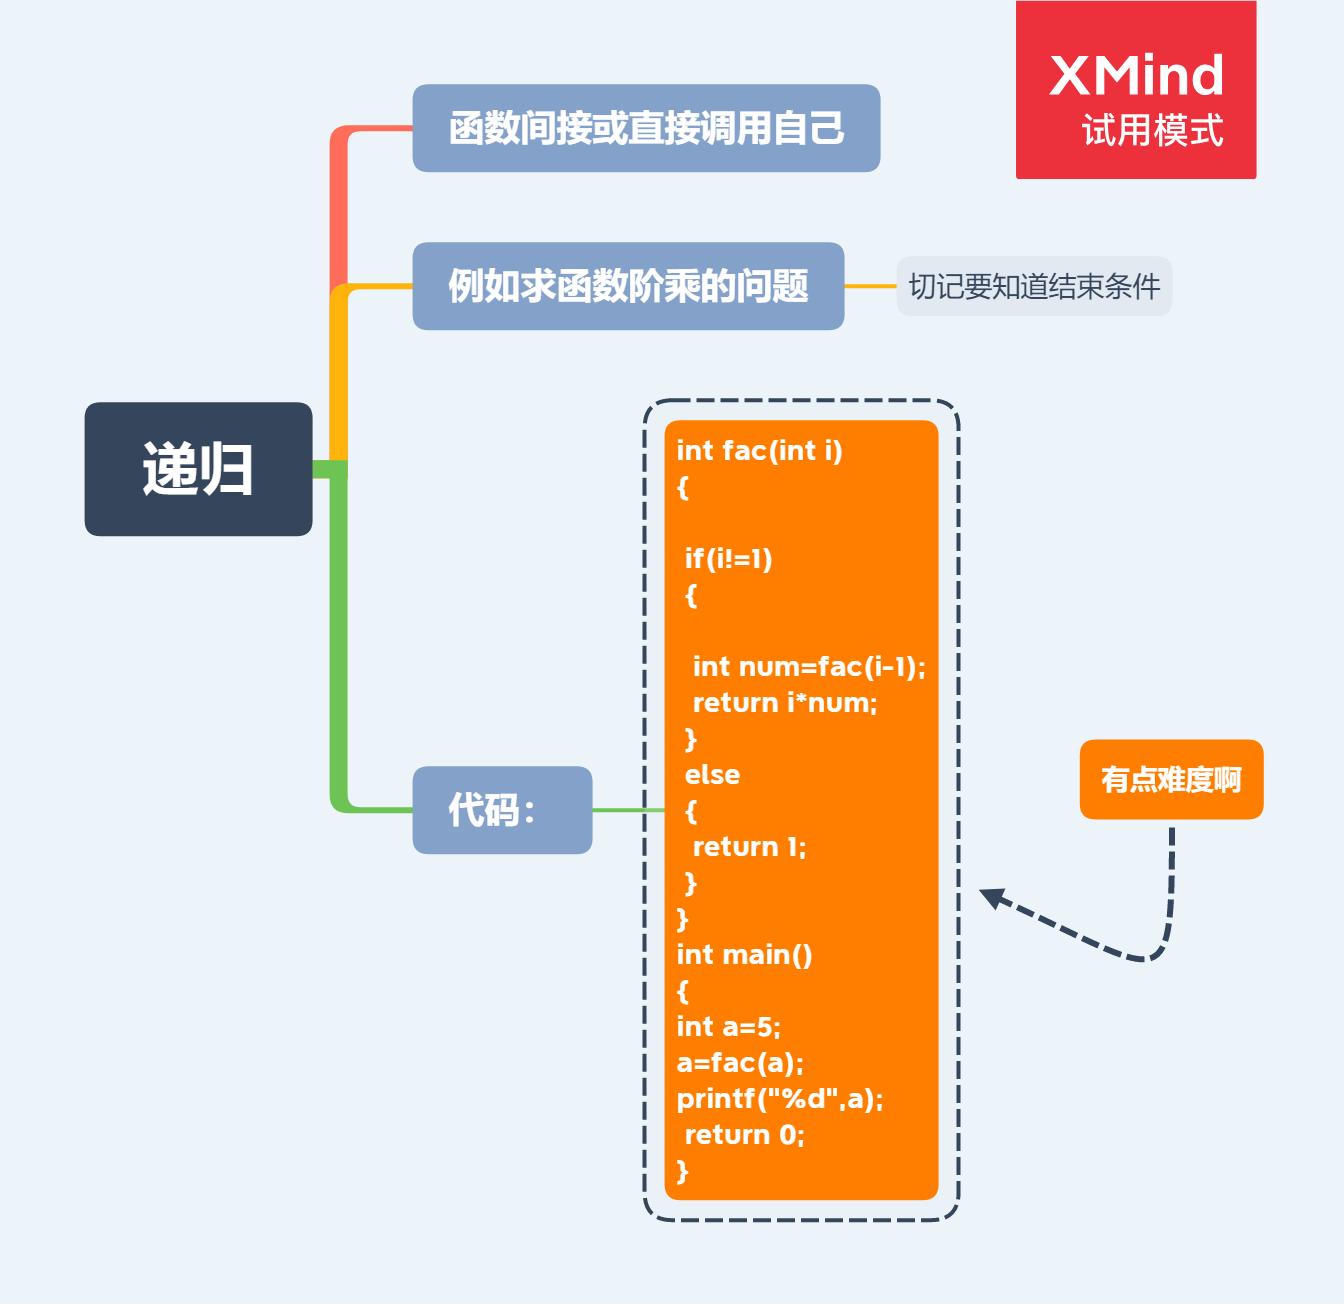 XMind
试用模式
函数间接或直接调用自己
例如求函数阶乘的问题
切记要知道结束条件
递归
代码：
int fac(int i)
{
if(i!=1)
{
int num=fac(i-1);
return i*num;
}
else
{
return 1;
}
}
int main()
{
int a=5;
a=fac(a);
printf("%d",a);
return 0;
}
有点难度啊